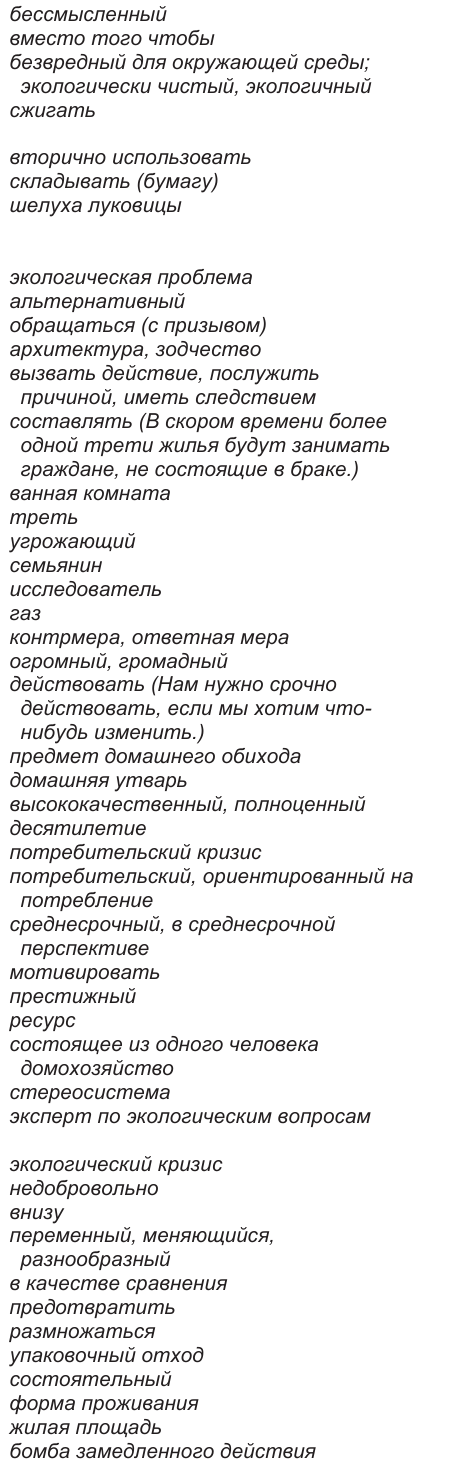 бессмысленный
вместо того чтобы
безвредный для окружающей среды;
экологически чистый, экологичный
сжигать
вторично использовать
складывать (бумагу)
шелуха луковицы
экологическая проблема
альтернативный
обращаться (с призывом)
архитектура, зодчество
вызвать действие, послужить
причиной, иметь следствием
составлять (В скором времени более
одной трети жилья будут занимать
граждане, не состоящие в браке.)
ванная комната
треть
угрожающий
семьянин
исследователь
газ
контрмера, ответная мера
огромный, громадный
действовать (Нам нужно срочно
действовать, если мы хотим что-
нибудь изменить.)
предмет домашнего обихода
домашняя утварь
высококачественный, полноценный
десятилетие
потребительский кризис
потребительский, ориентированный на
потребление
среднесрочный, в среднесрочной
перспективе
мотивировать
престижный
ресурс
состоящее из одного человека
домохозяйство
стереосистема
эксперт по экологическим вопросам
экологический кризис
недобровольно
внизу
переменный, меняющийся,
разнообразный
в качестве сравнения
предотвратить
размножаться
упаковочный отход
состоятельный
форма проживания
жилая площадь
бомба замедленного действия